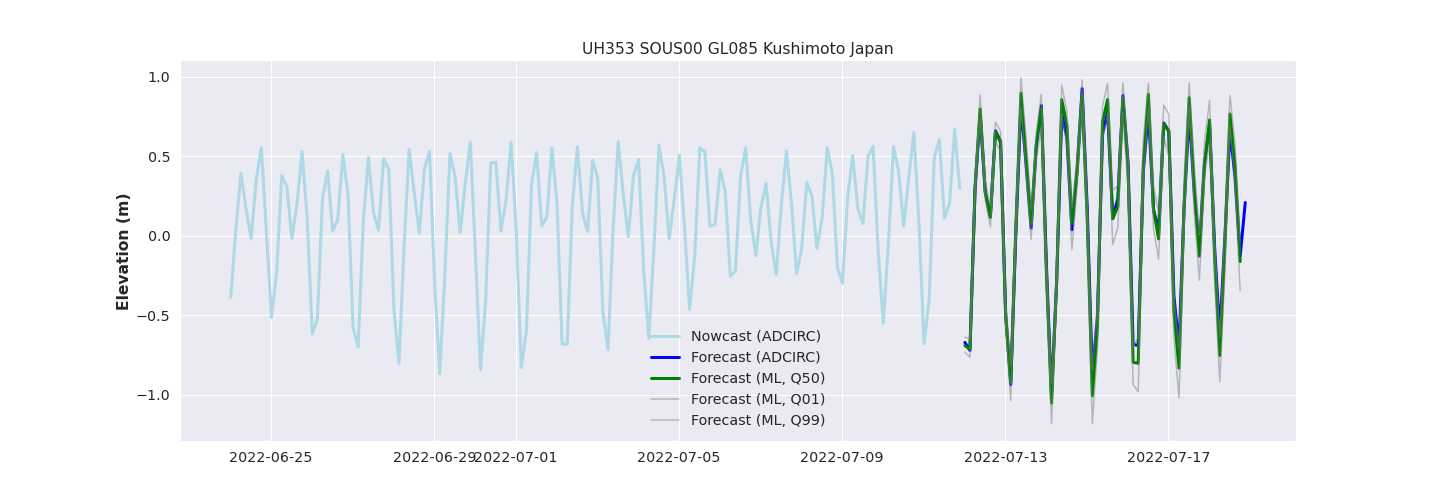 UH353 SOUS00 GL085 Kushimoto Japan
1.0
0.5
0.0
−0.5
−1.0
Elevation (m)
Nowcast (ADCIRC)
Forecast (ADCIRC)
Forecast (ML, Q50)
Forecast (ML, Q01)
Forecast (ML, Q99)
2022-06-25 2022-06-29 2022-07-01 2022-07-05 2022-07-09 2022-07-13 2022-07-17